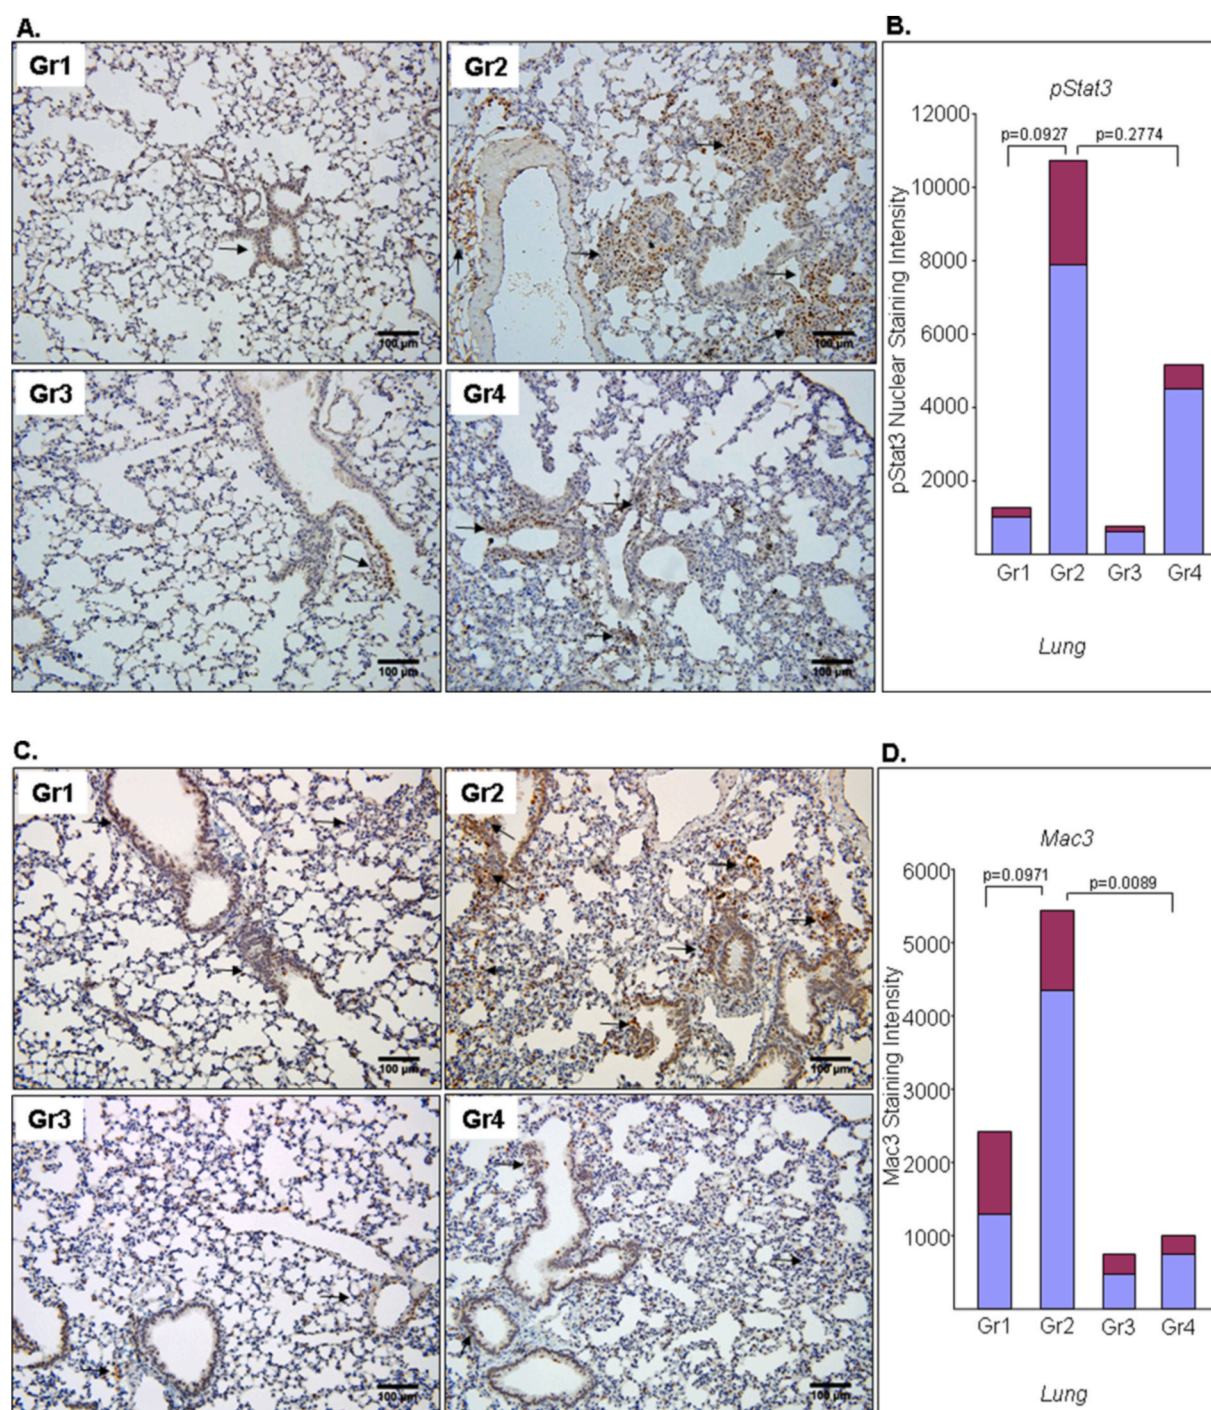 A.
B.
Gr1
Gr2
100 µm
100 µm
Gr3
Gr4
100 µm
100 µm
pStat3
pStat3 Nuclear Staining Intensity
12000
10000
8000
6000
4000
2000
p=0.0927
p=0.2774
Gr1 Gr2 Gr3 Gr4
Lung
C.
D.
Gr1
Gr2
100 µm
100 µm
Gr3
Gr4
100 µm
100 µm
Mac3
Mac3 Staining Intensity
6000
5000
4000
3000
2000
1000
p=0.0971
p=0.0089
Gr1 Gr2 Gr3 Gr4
Lung